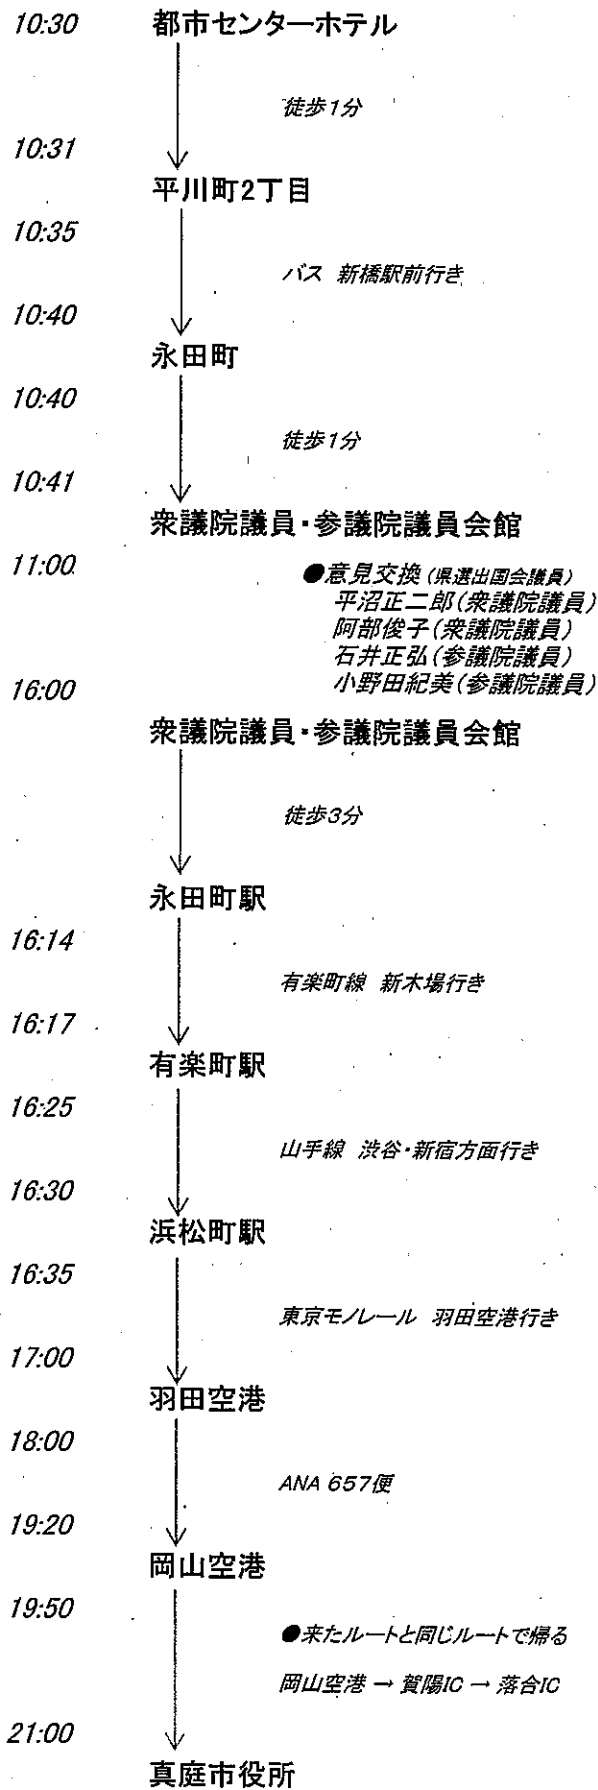 10:30 都市センターホテル
徒歩1分
10:31
平川町2丁目
10:35
バス 新橋駅前行き
10:40
永田町
10:40
徒歩1分
10:41
衆議院議員・参議院議員会館
11:00 ●意見交換(県選出国会議員)
平沼正二郎(衆議院議員)
阿部俊子(衆議院議員)
石井正弘(参議院議員)
16:00 小野田紀美(参議院議員)
衆議院議員・参議院議員会館
徒歩3分
永田町駅
16:14
有楽町線 新木場行き
16:17
有楽町駅
16:25
山手線 渋谷・新宿方面行き
16:30
浜松町駅
16:35
東京モノレール 羽田空港行き
17:00
羽田空港
18:00
ANA 657便
19:20
岡山空港
19:50
●来たルートと同じルートで帰る
岡山空港 → 賀陽IC → 落合IC
21:00
真庭市役所